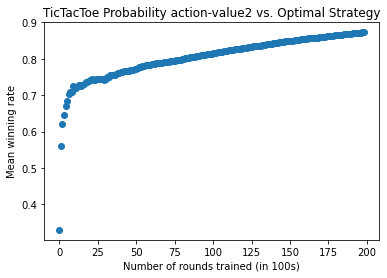 TicTacToe Probability action-value2 vs. Optimal Strategy
0.9
0.8
0.7
0.6
0.5
0.4
Mean winning rate
0 25 50 75 100 125 150 175 200
Number of rounds trained (in 100s)